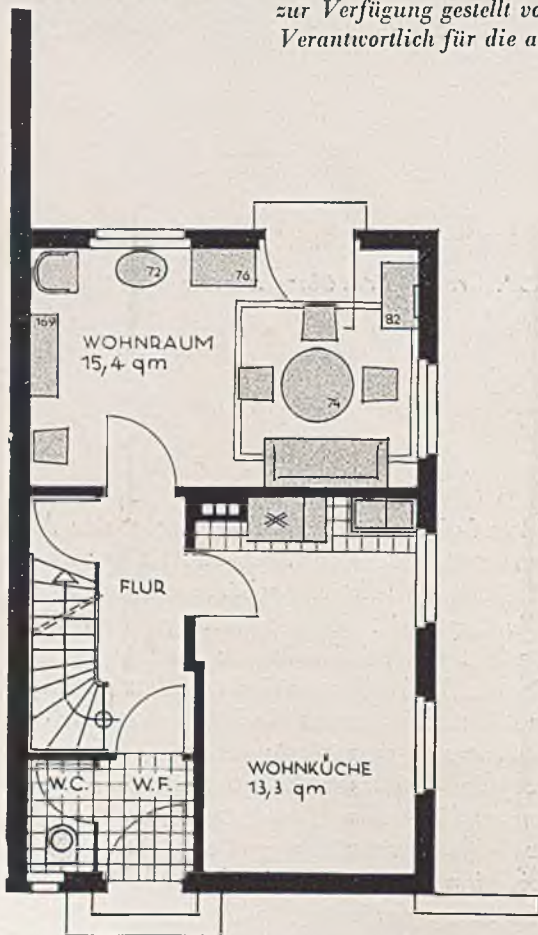 zur Verfügung gestellt vo
Verantwortlich für die a
72
76
82
169
WOHNRAUM
15,4 qm
74
FLUR
W.C. W.F.
WOHNKÜCHE
13,3 qm